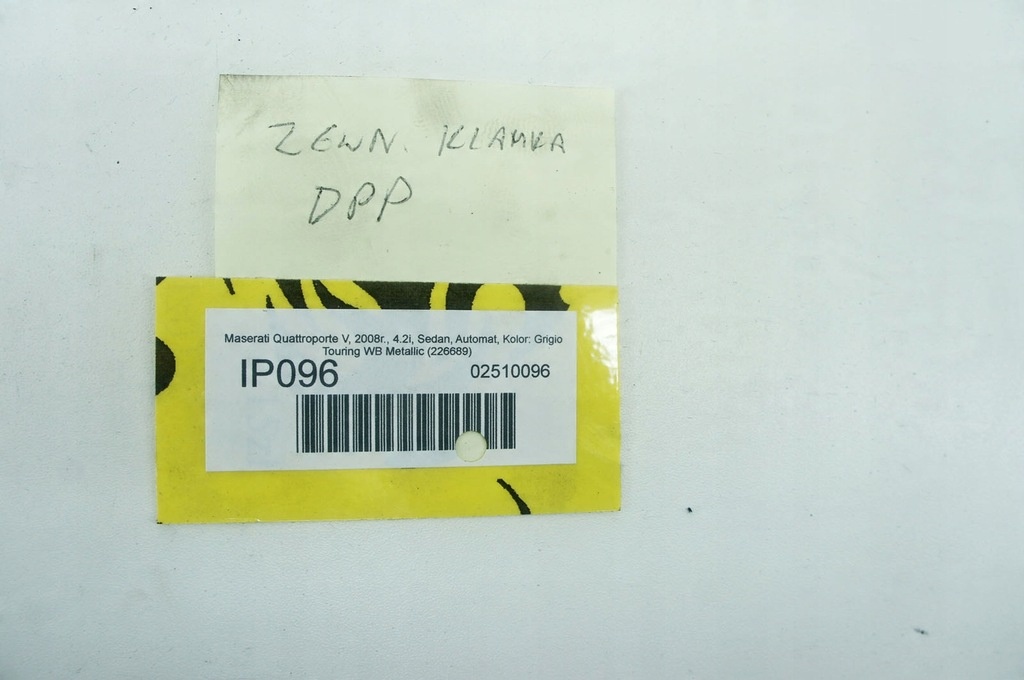 ZEWN. KLAMKA
DPP
Maserati Quattroporte V, 2008r., 4.2i, Sedan, Automat, Kolor: Grigio
Touring WB Metallic (226689)
IP096 02510096